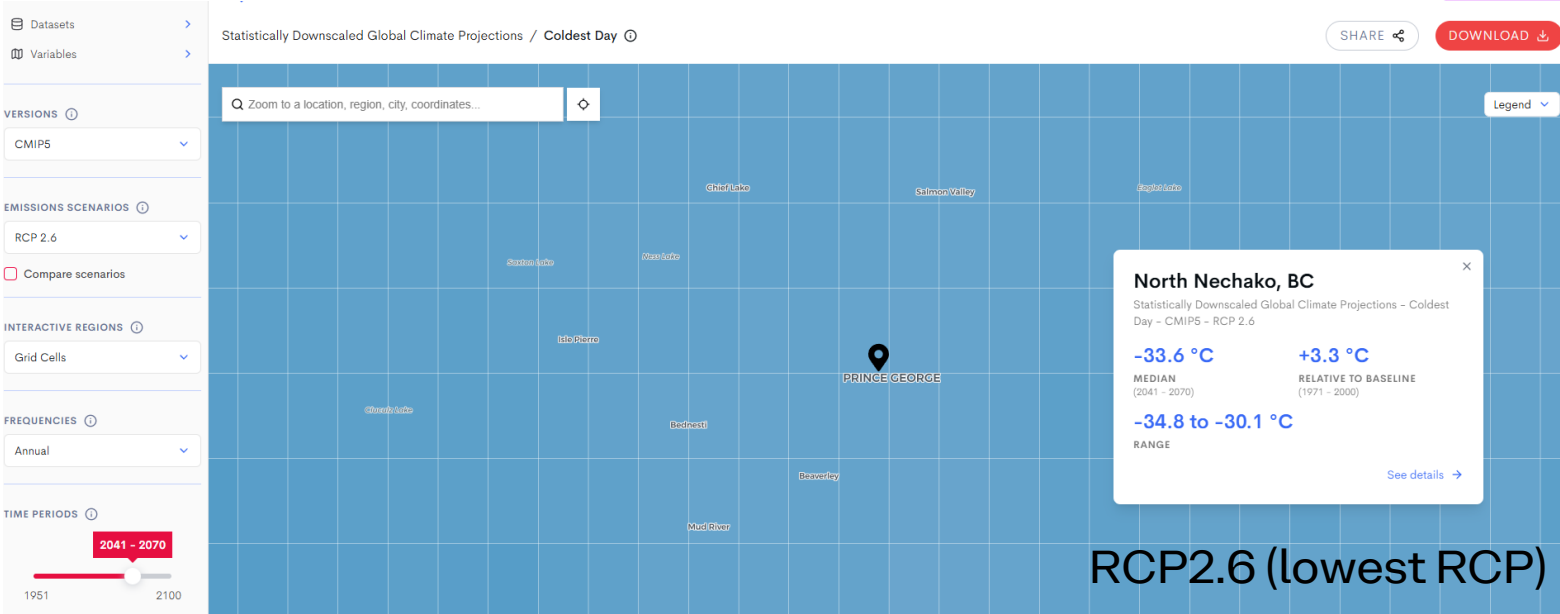 Datasets
Variables
VERSIONS
CMIP5
EMISSIONS SCENARIOS
RCP 2.6
Compare scenarios
INTERACTIVE REGIONS
Grid Cells
FREQUENCIES
Annual
TIME PERIODS
2041 - 2070
1951 2100
Statistically Downscaled Global Climate Projections / Coldest Day
SHARE
DOWNLOAD
Zoom to a location, region, city, coordinates...
Legend
Chief Lake
Salmon Valley
Eaglet Lake
Saxton Lake
Ness Lake
Isle Pierre
PRINCE GEORGE
Cluculz Lake
Bednesti
Beaverley
Mud River
North Nechako, BC
Statistically Downscaled Global Climate Projections - Coldest
Day - CMIP5 - RCP 2.6
-33.6 °C +3.3 °C
MEDIAN RELATIVE TO BASELINE
(2041 - 2070) (1971 - 2000)
-34.8 to -30.1 °C
RANGE
See details
RCP2.6 (lowest RCP)